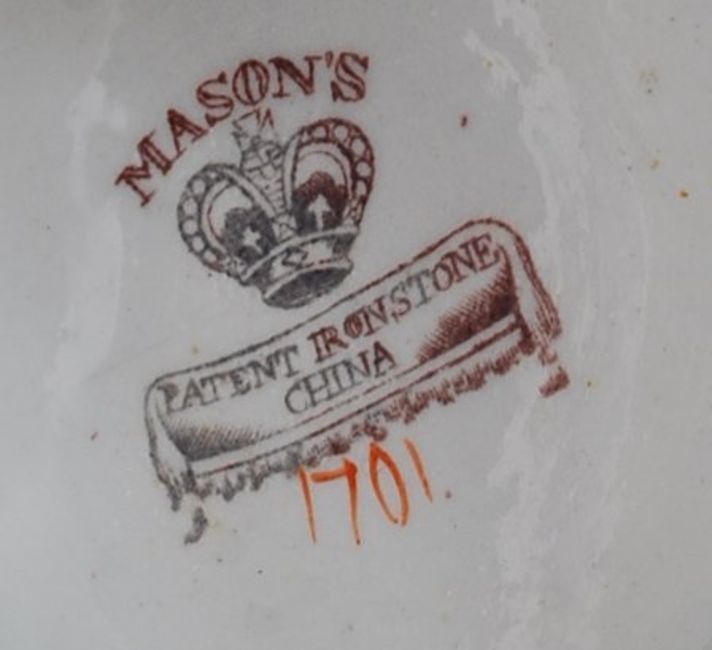 MASON'S
PATENT IRONSTONE
CHINA
1701.